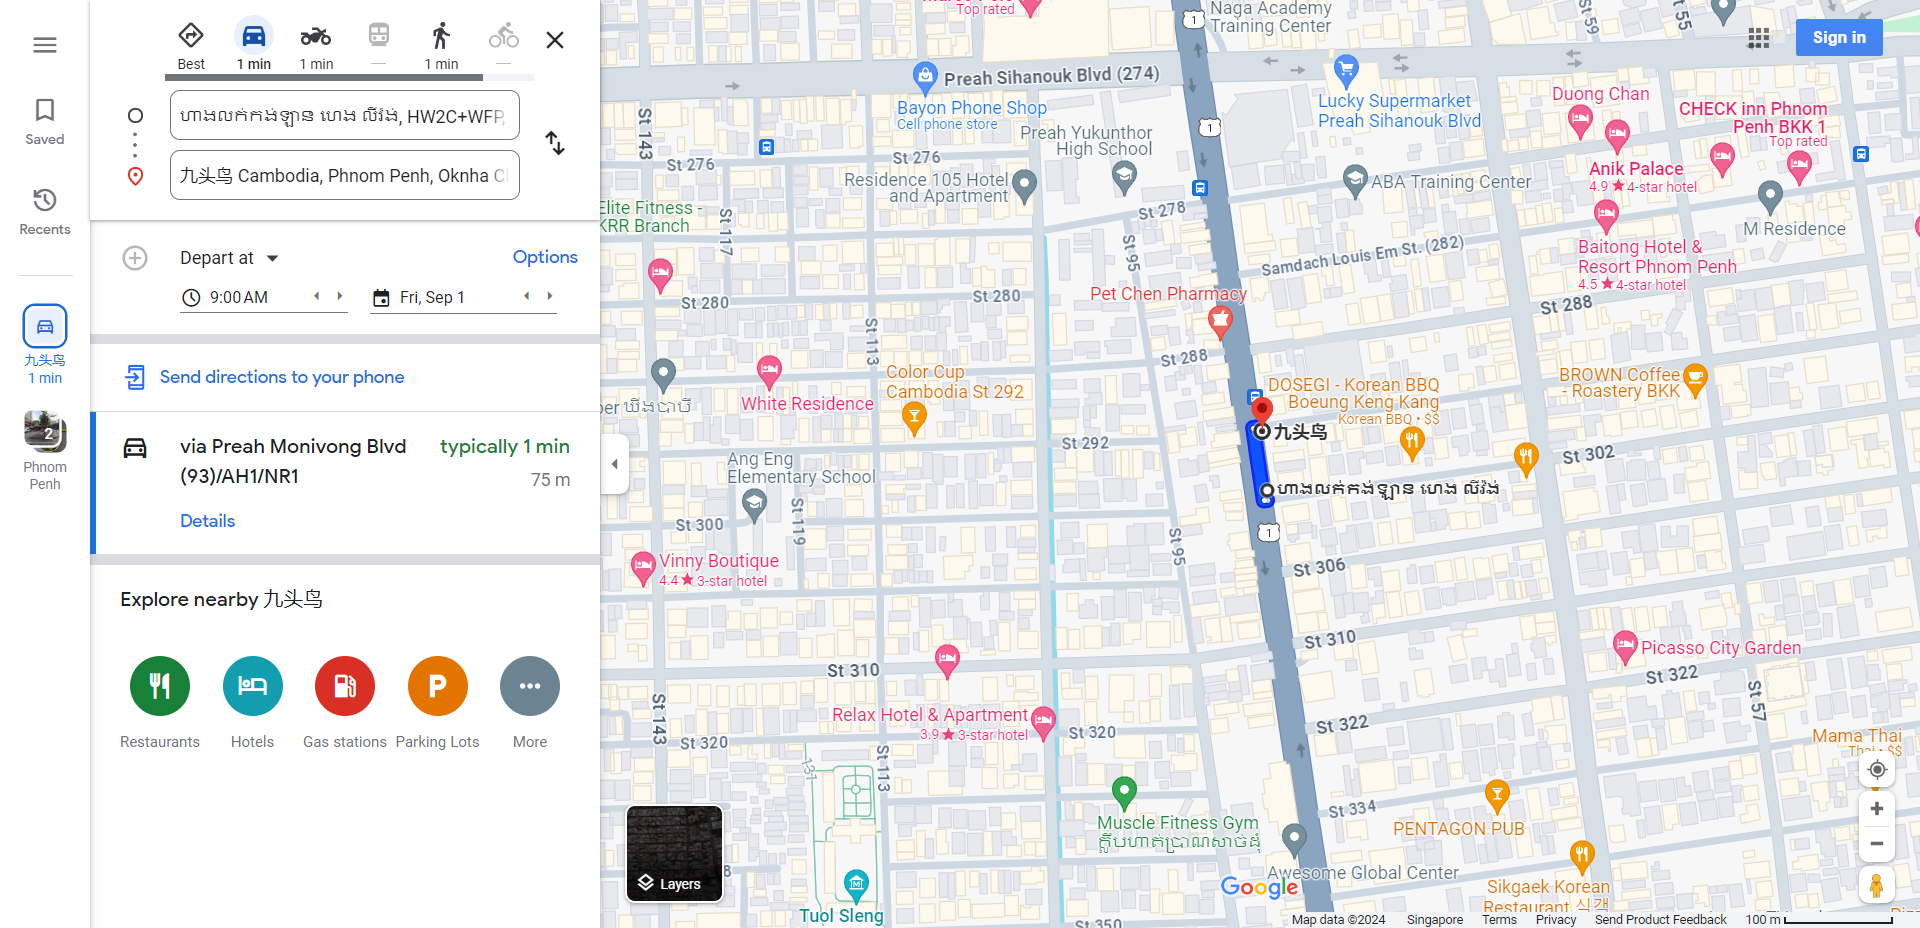 Best
1 min
1 min
—
1 min
—
Saved
Recents
九头鸟
1 min
2
Phnom
Penh
ហាងលក់កង់ឡាន ហេង លីវ៉ង់, HW2C+WFP,
九头鸟 Cambodia, Phnom Penh, Oknha Cl
Depart at
Options
9:00 AM
Fri, Sep 1
Send directions to your phone
via Preah Monivong Blvd
(93)/AH1/NR1
typically 1 min
75 m
Details
Explore nearby 九头鸟
Restaurants
Hotels
Gas stations
P
Parking Lots
More
Layers
Top rated
1
Naga Academy
Training Center
Sign in
St 59
St 55
Preah Sihanouk Blvd (274)
Bayon Phone Shop
Cell phone store
Lucky Supermarket
Preah Sihanouk Blvd
Duong Chan
CHECK inn Phnom
Penh BKK 1
Top rated
St 143
1
Preah Yukunthor
High School
St 276
St 276
Residence 105 Hotel
and Apartment
ABA Training Center
Anik Palace
4.9★4-star hotel
Elite Fitness -
KRR Branch
St 117
St 278
St 95
Samdach Louis Em St. (282)
M Residence
Baitong Hotel &
Resort Phnom Penh
4.5★4-star hotel
St 280
St 280
Pet Chen Pharmacy
St 288
St 113
St 288
Color Cup
Cambodia St 292
White Residence
DOSEGI - Korean BBQ
Boeung Keng Kang
Korean BBQ • $$
BROWN Coffee
- Roastery BKK
九头鸟
St 292
St 302
Ang Eng
Elementary School
ហាងលក់កង់ឡាន ហេង លីវ៉ង់
St 300
St 119
1
St 95
St 306
Vinny Boutique
4.4★3-star hotel
St 310
St 310
Picasso City Garden
St 322
St 57
St 143
Relax Hotel & Apartment
3.9★3-star hotel
St 320
St 320
St 322
Mama Thai
Thai • $$
131
St 113
St 334
Muscle Fitness Gym
ក្លឹបហាត់ប្រាណសាច់ដុំ
PENTAGON PUB
Awesome Global Center
Sikgaek Korean
Restaurant 식객
Tuol Sleng
St 350
Google
Map data ©2024
Singapore
Terms
Privacy
Send Product Feedback
100 m